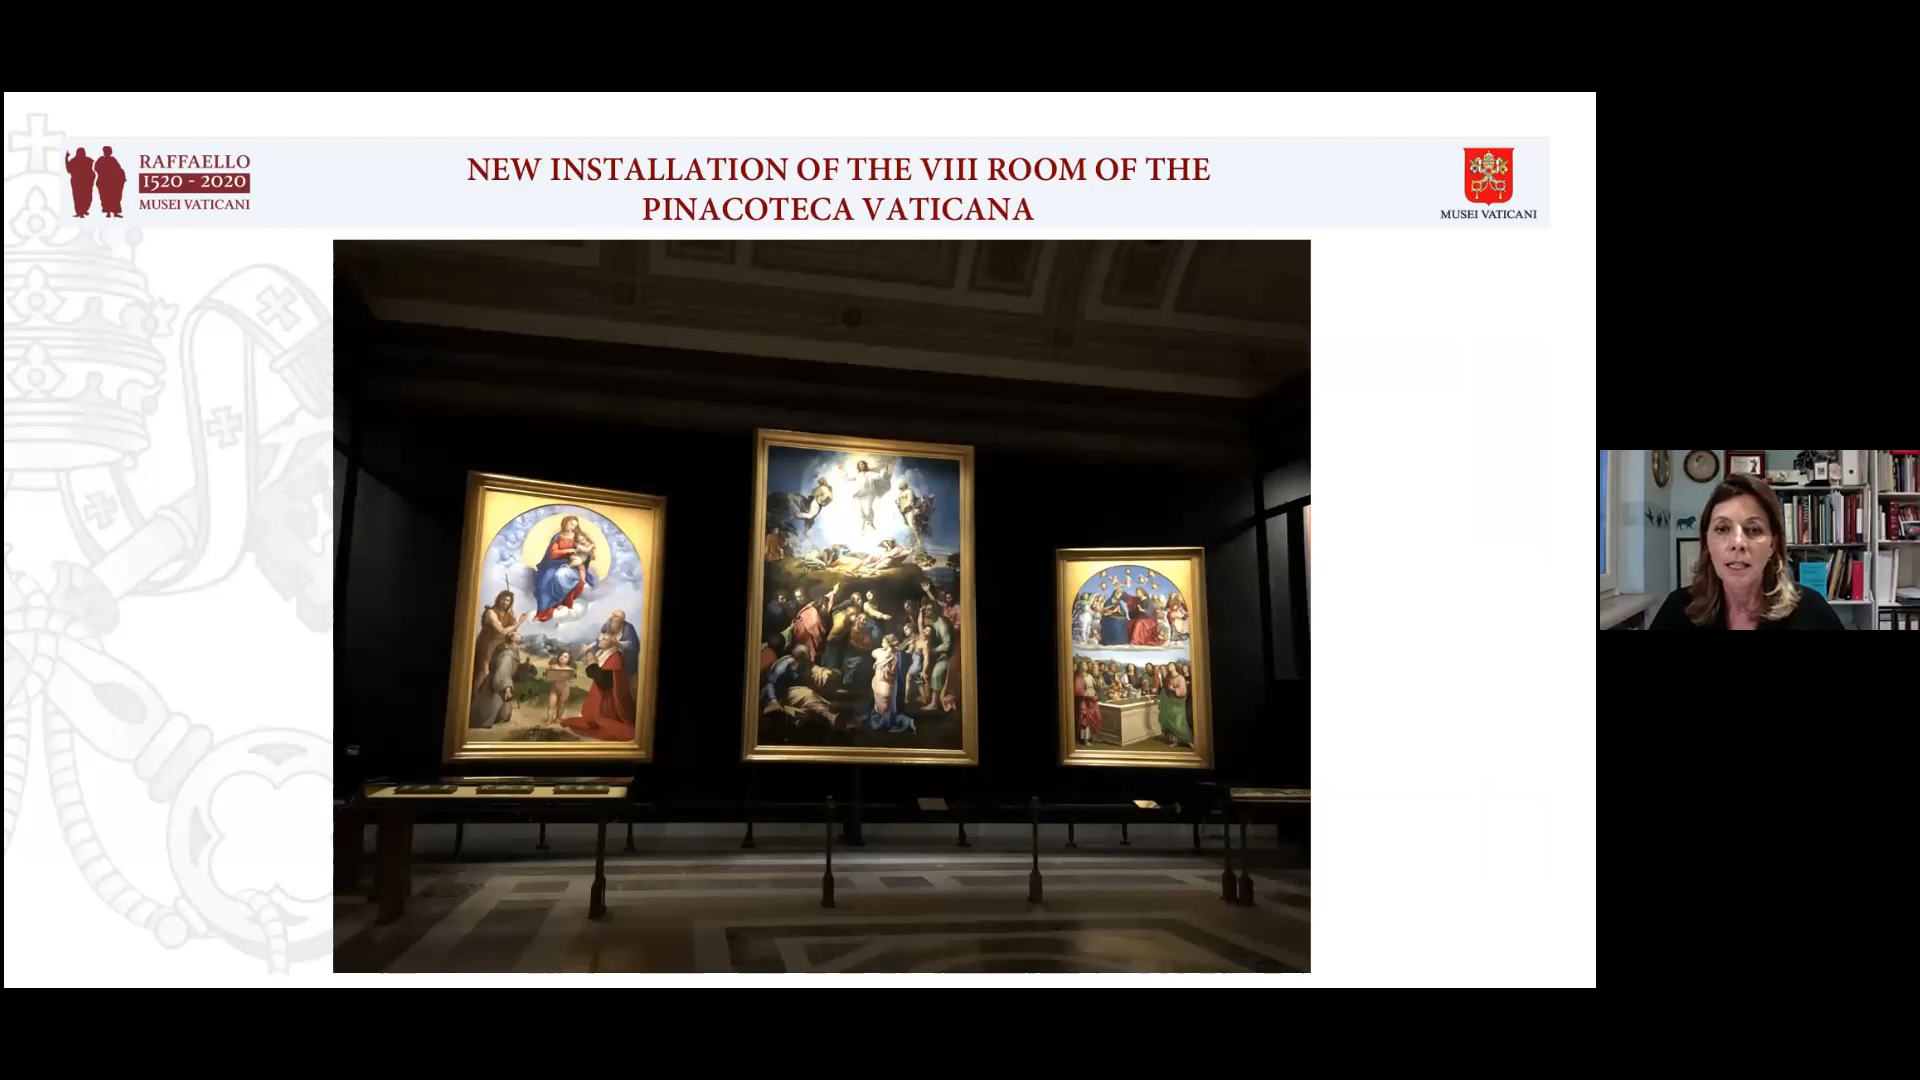 RAFFAELLO
1520 - 2020
MUSEI VATICANI
NEW INSTALLATION OF THE VIII ROOM OF THE
PINACOTECA VATICANA
MUSEI VATICANI